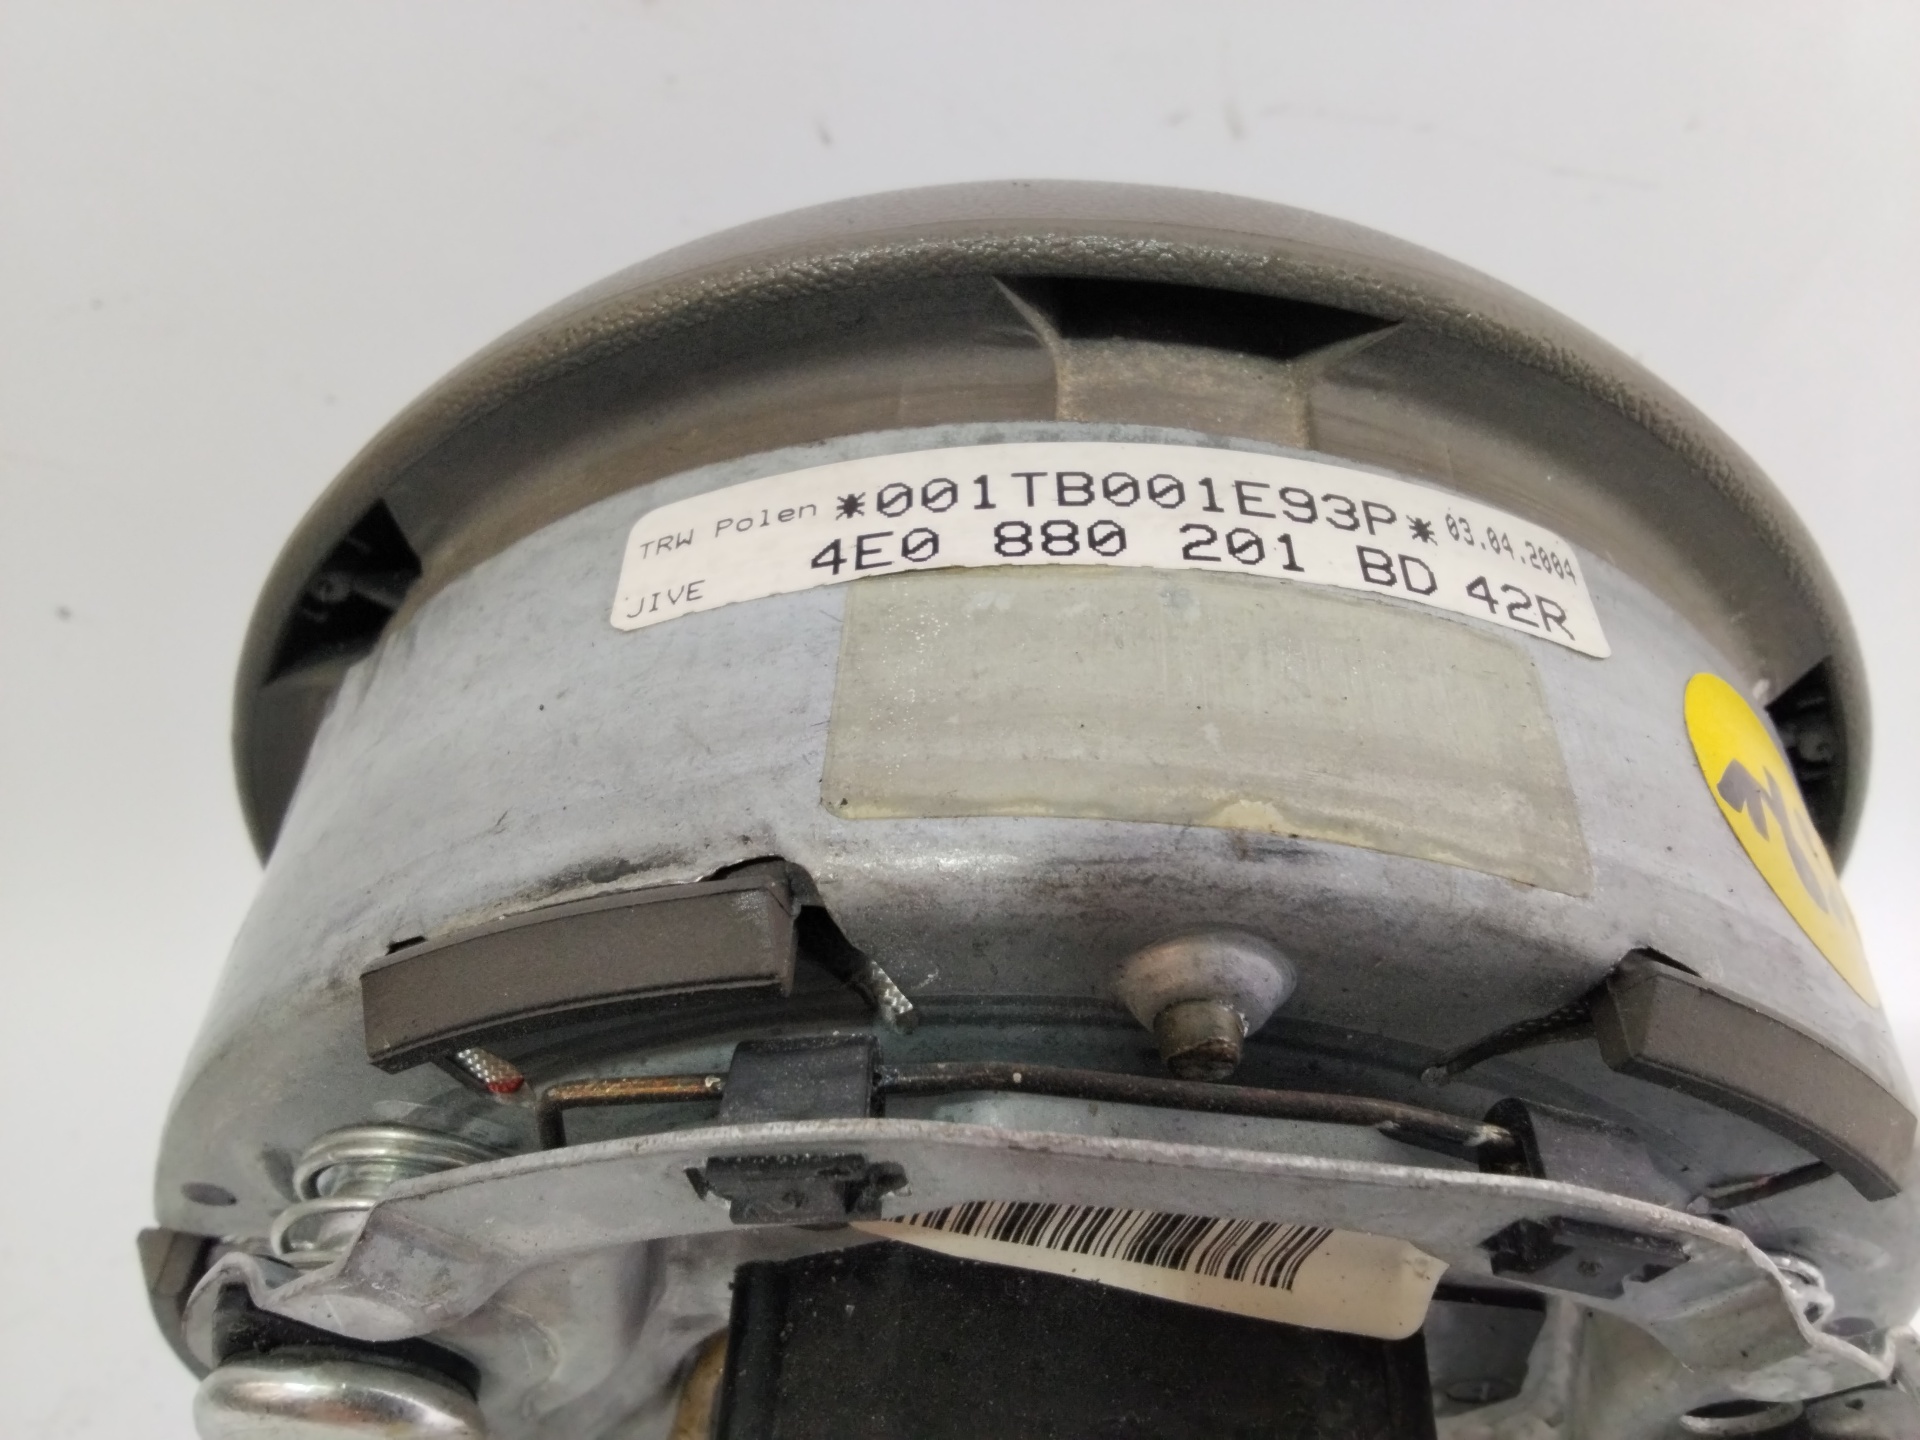 TRW Polen *001TB001E93P* 03.04.2004
JIVE 4E0 880 201 BD 42R